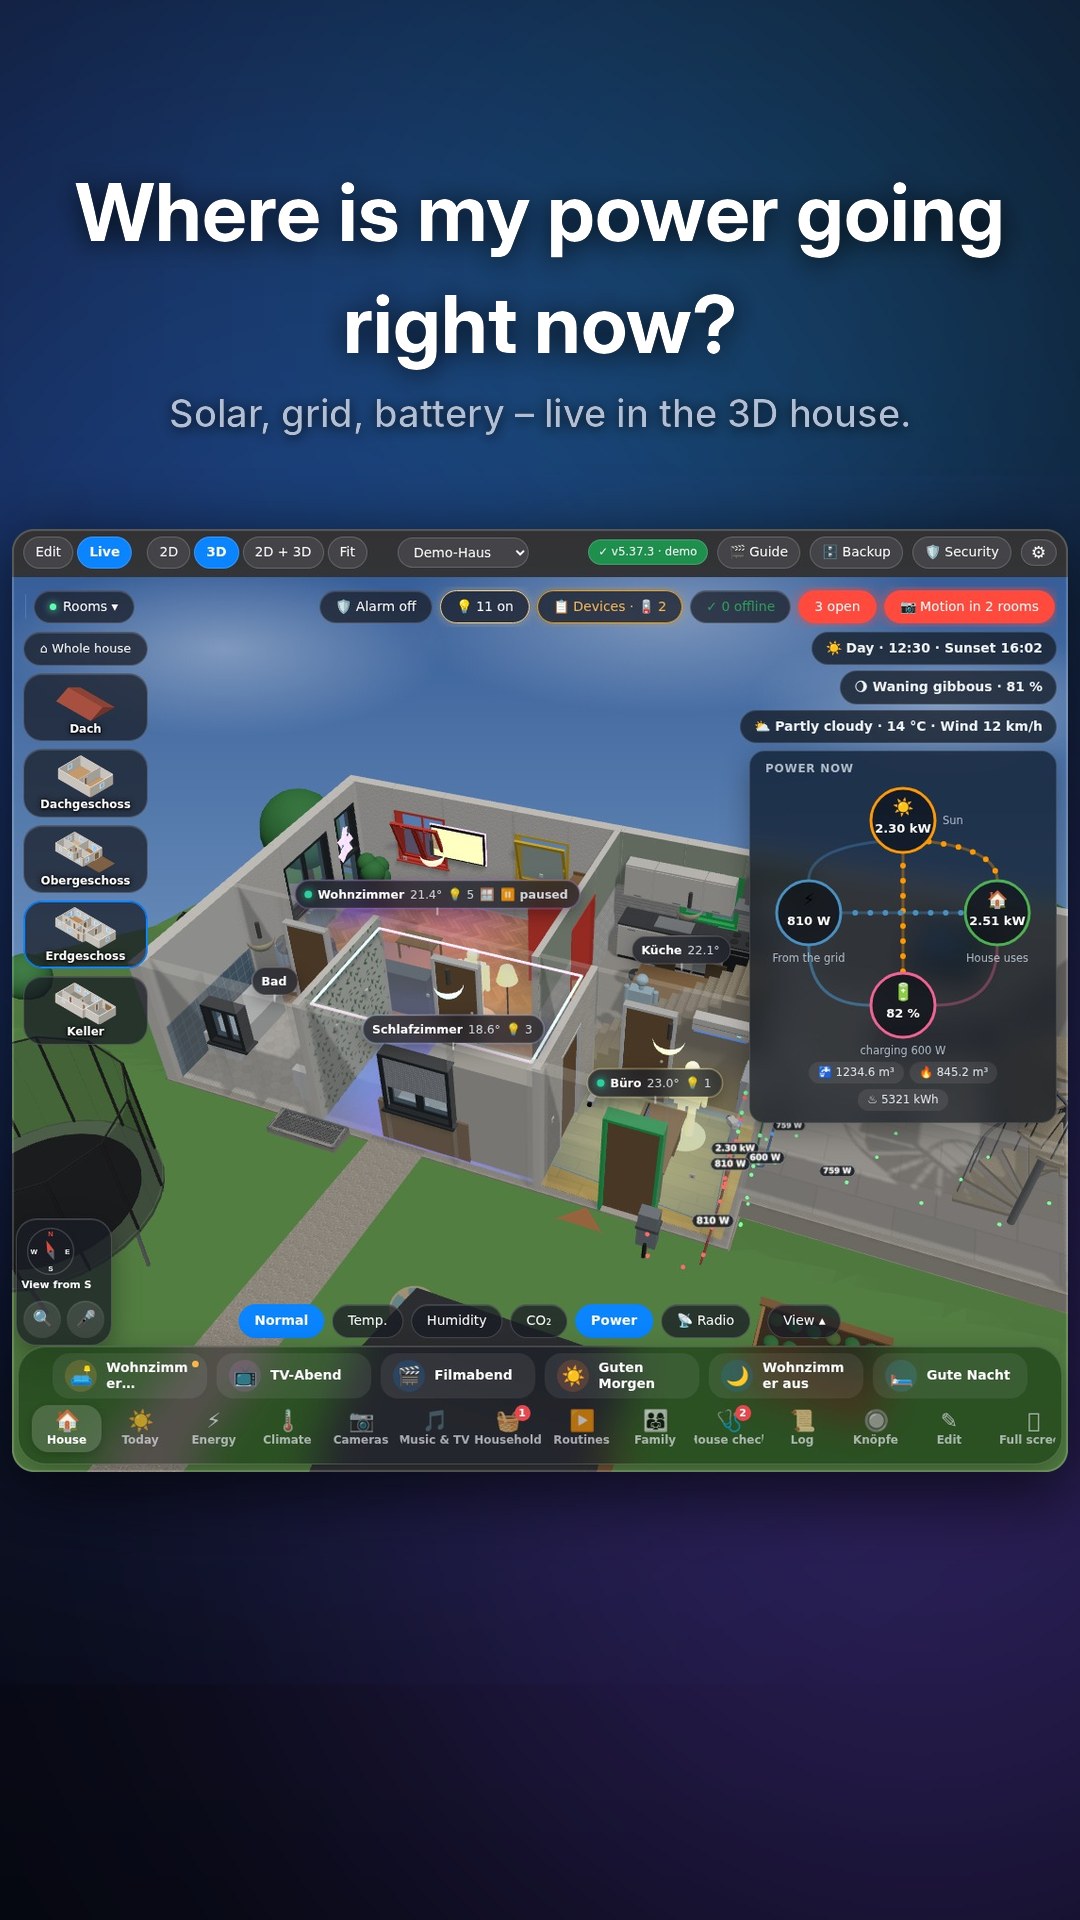 Where is my power going
right now?
Solar, grid, battery – live in the 3D house.
Edit Live 2D 3D 2D + 3D Fit Demo-Haus ✓ v5.37.3 · demo Guide Backup Security
Rooms ▾ Alarm off 11 on Devices · 2 ✓ 0 offline 3 open Motion in 2 rooms
Whole house
Day · 12:30 · Sunset 16:02
Waning gibbous · 81 %
Partly cloudy · 14 °C · Wind 12 km/h
Dach
Dachgeschoss
Obergeschoss
Erdgeschoss
Keller
POWER NOW
2.30 kW Sun
810 W
2.51 kW
From the grid
House uses
82 %
charging 600 W
1234.6 m³ 845.2 m³
5321 kWh
Wohnzimmer 21.4° 5 paused
Küche 22.1°
Bad
Schlafzimmer 18.6° 3
Büro 23.0° 1
759 W
2.30 kW
600 W
810 W
759 W
810 W
N
W E
S
View from S
Normal Temp. Humidity CO₂ Power Radio View ▴
Wohnzimm
er...
TV-Abend
Filmabend
Guten
Morgen
Wohnzimm
er aus
Gute Nacht
1 2
House Today Energy Climate Cameras Music & TV Household Routines Family House check Log Knöpfe Edit Full scree